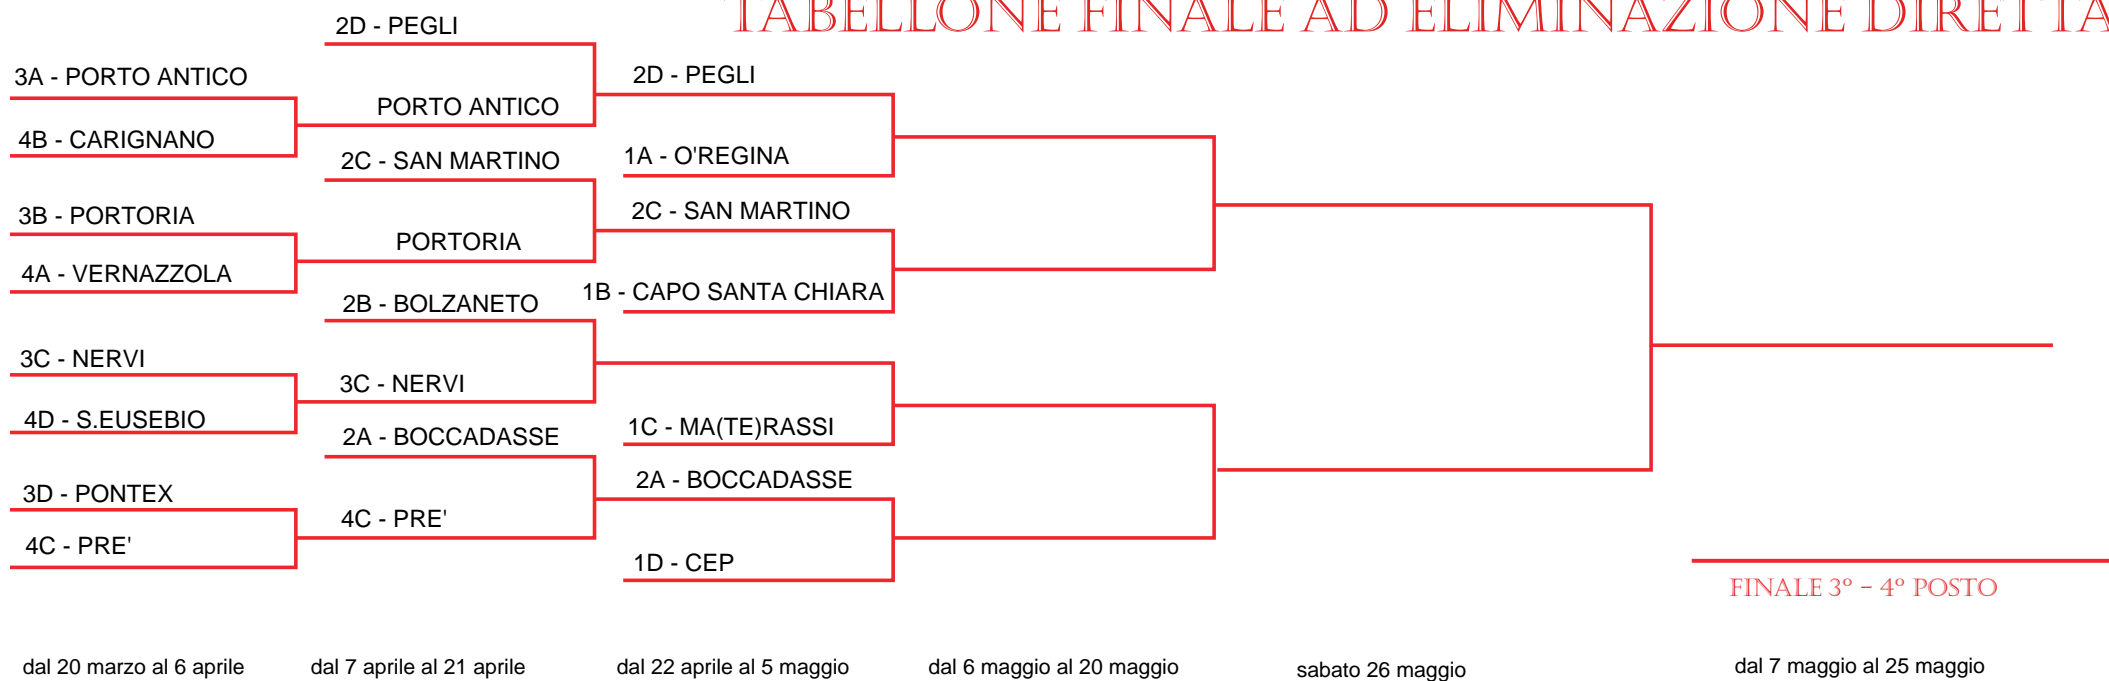 TABELLONE FINALE AD ELIMINAZIONE DIRETTA
2D - PEGLI
3A - PORTO ANTICO
2D - PEGLI
PORTO ANTICO
4B - CARIGNANO
2C - SAN MARTINO
1A - O'REGINA
3B - PORTORIA
2C - SAN MARTINO
PORTORIA
4A - VERNAZZOLA
1B - CAPO SANTA CHIARA
2B - BOLZANETO
3C - NERVI
3C - NERVI
4D - S.EUSEBIO
1C - MA(TE)RASSI
2A - BOCCADASSE
2A - BOCCADASSE
3D - PONTEX
4C - PRE'
4C - PRE'
1D - CEP
FINALE 3° - 4° POSTO
dal 20 marzo al 6 aprile
dal 7 aprile al 21 aprile
dal 22 aprile al 5 maggio
dal 6 maggio al 20 maggio
sabato 26 maggio
dal 7 maggio al 25 maggio